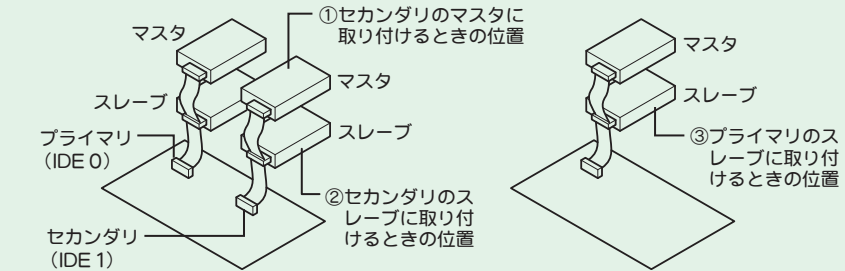 マスタ
スレーブ
プライマリ
（IDE 0）
セカンダリ
（IDE 1）
①セカンダリのマスタに
取り付けるときの位置
マスタ
スレーブ
②セカンダリのス
レーブに取り付
けるときの位置
マスタ
スレーブ
③プライマリのス
レーブに取り付
けるときの位置